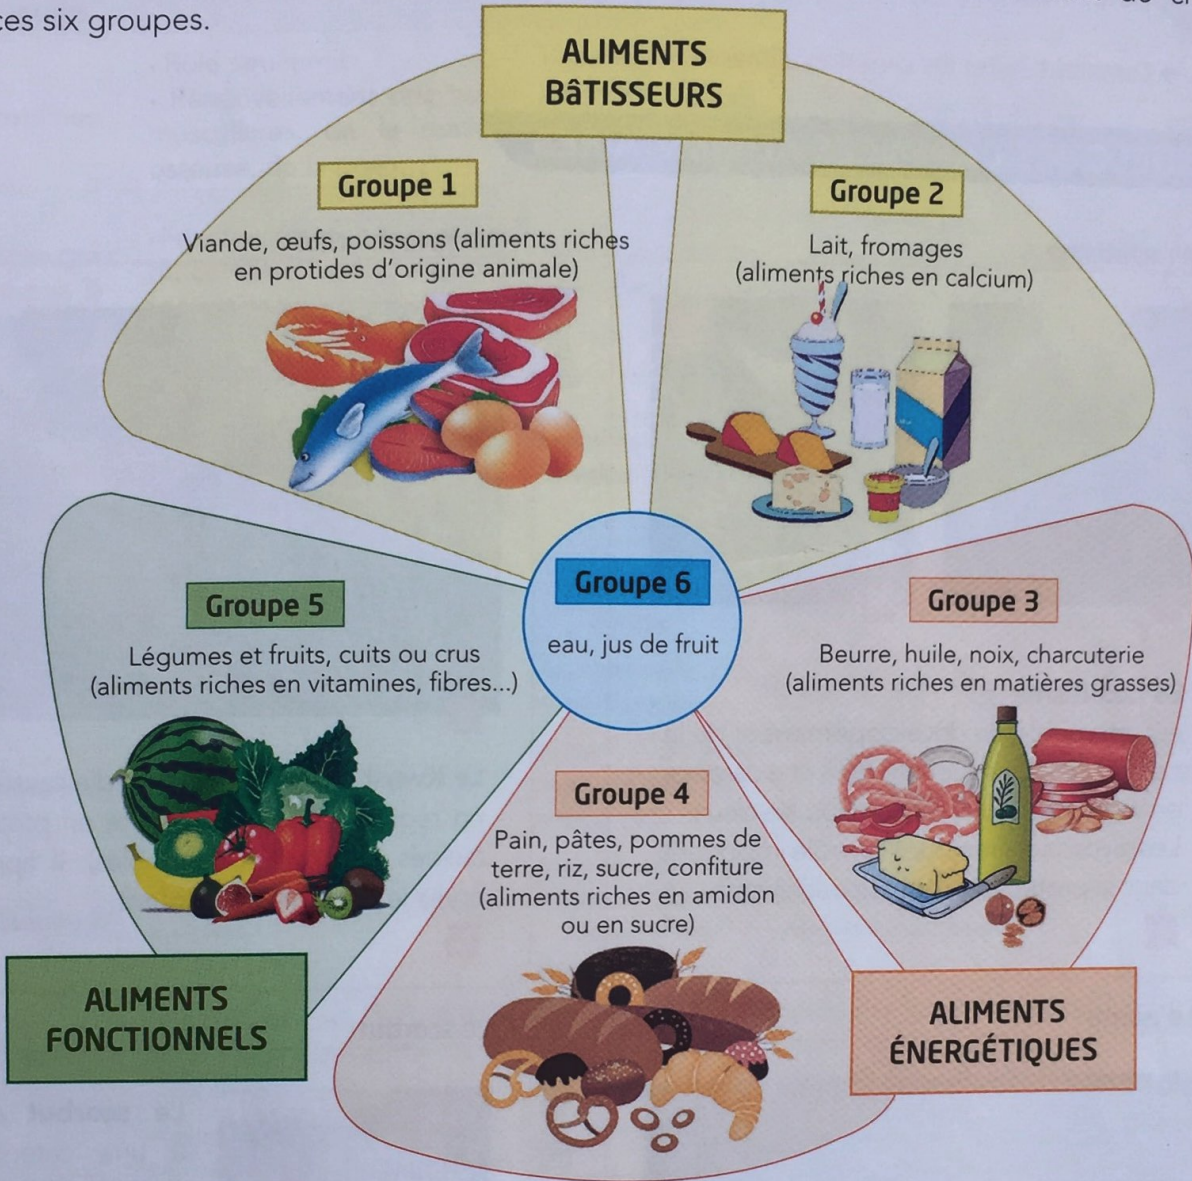 ces six groupes.
ALIMENTS
BâTISSEURS
Groupe 1
Viande, œufs, poissons (aliments riches
en protides d'origine animale)
Groupe 2
Lait, fromages
(aliments riches en calcium)
Groupe 6
eau, jus de fruit
Groupe 5
Légumes et fruits, cuits ou crus
(aliments riches en vitamines, fibres...)
Groupe 3
Beurre, huile, noix, charcuterie
(aliments riches en matières grasses)
Groupe 4
Pain, pâtes, pommes de
terre, riz, sucre, confiture
(aliments riches en amidon
ou en sucre)
ALIMENTS
FONCTIONNELS
ALIMENTS
ÉNERGÉTIQUES